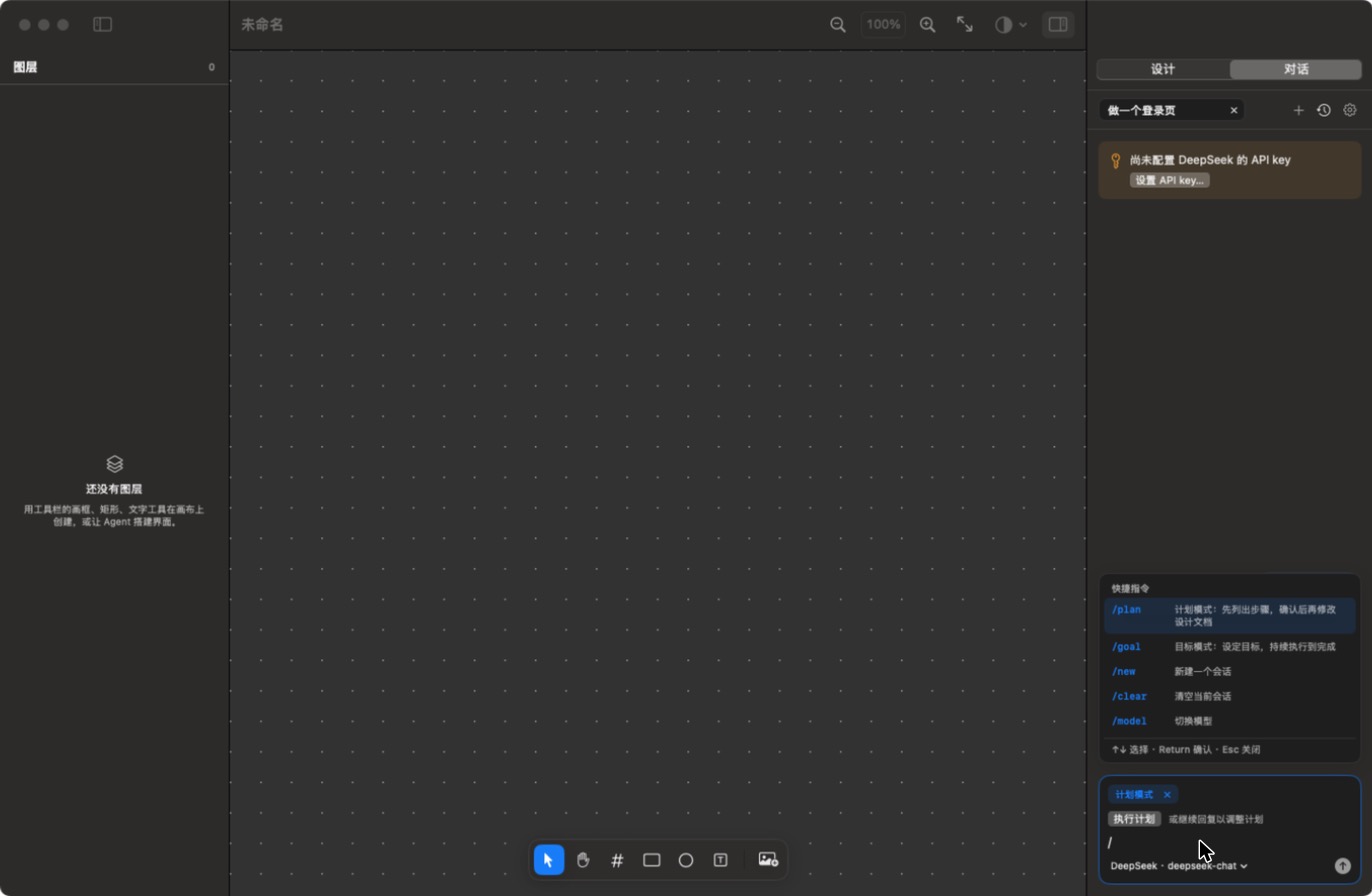 未命名
100%
图层
0
还没有图层
用工具栏的画框、矩形、文字工具在画布上
创建，或让 Agent 搭建界面。
设计
对话
做一个登录页
尚未配置 DeepSeek 的 API key
设置 API key...
快捷指令
/plan 计划模式：先列出步骤，确认后再修改
设计文档
/goal 目标模式：设定目标，持续执行到完成
/new 新建一个会话
/clear 清空当前会话
/model 切换模型
↑↓ 选择 · Return 确认 · Esc 关闭
计划模式 ×
执行计划 或继续回复以调整计划
/
DeepSeek · deepseek-chat